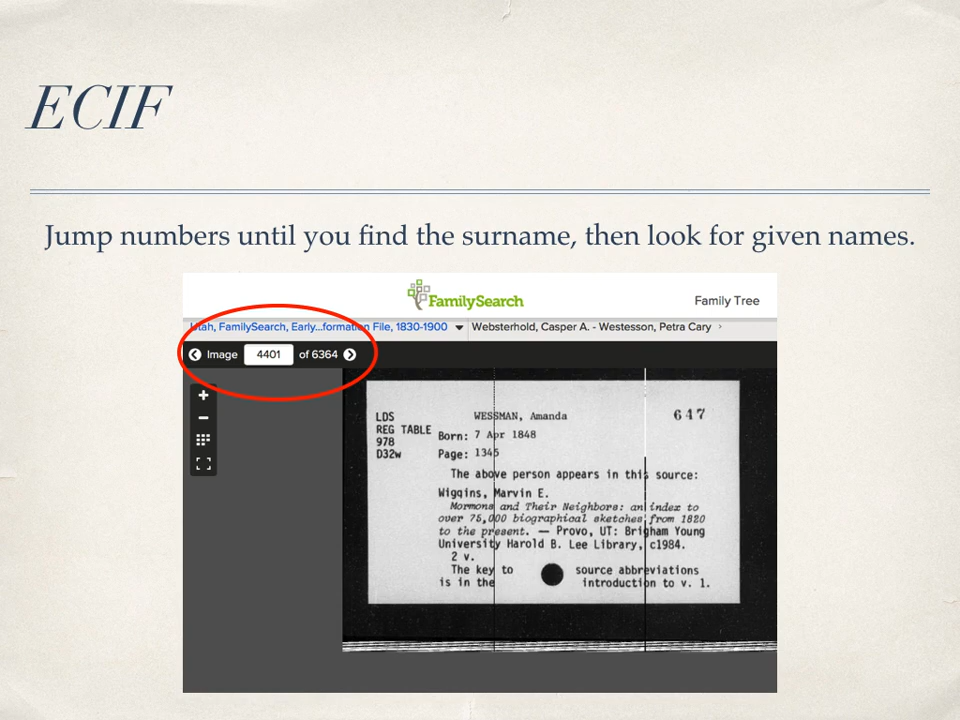 ECIF
Jump numbers until you find the surname, then look for given names.
FamilySearch
Family Tree
Utah, FamilySearch, Early...formation File, 1830-1900
Websterhold, Casper A. - Westesson, Petra Cary
Image 4401 of 6364
LDS
REG TABLE
978
D32w
WESSMAN, Amanda
647
Born: 7 Apr 1848
Page: 1345
The above person appears in this source:
Wiggins, Marvin E.
Mormons and Their Neighbors: an index to
over 75,000 biographical sketches from 1820
to the present. — Provo, UT: Brigham Young
University Harold B. Lee Library, c1984.
2 v.
The key to source abbreviations
is in the introduction to v. 1.